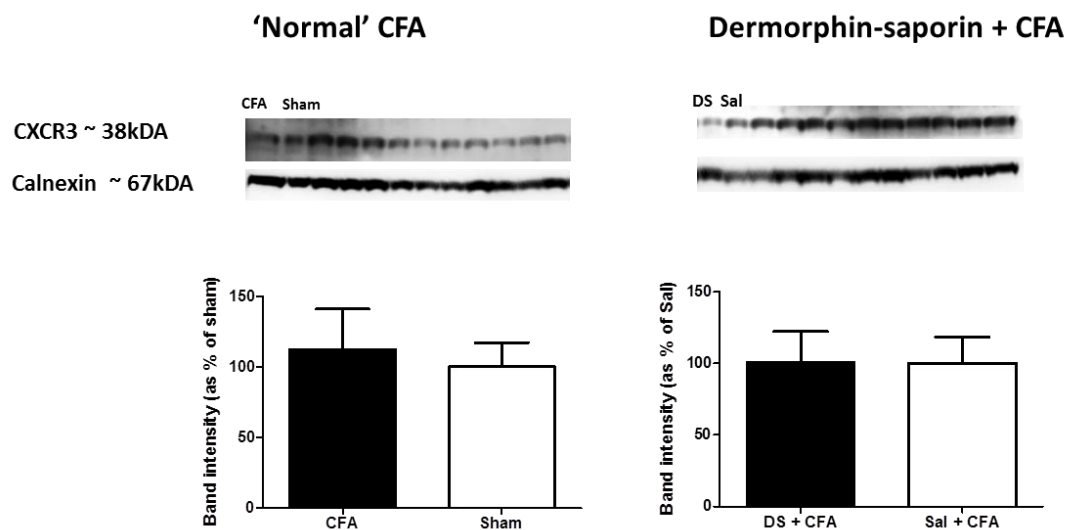 ‘Normal’ CFA
Dermorphin-saporin + CFA
CFA Sham
DS Sal
CXCR3 ~ 38kDA
Calnexin ~ 67kDA
Band intensity (as % of sham)
150
100
50
0
CFA
Sham
Band intensity (as % of Sal)
150
100
50
0
DS + CFA
Sal + CFA